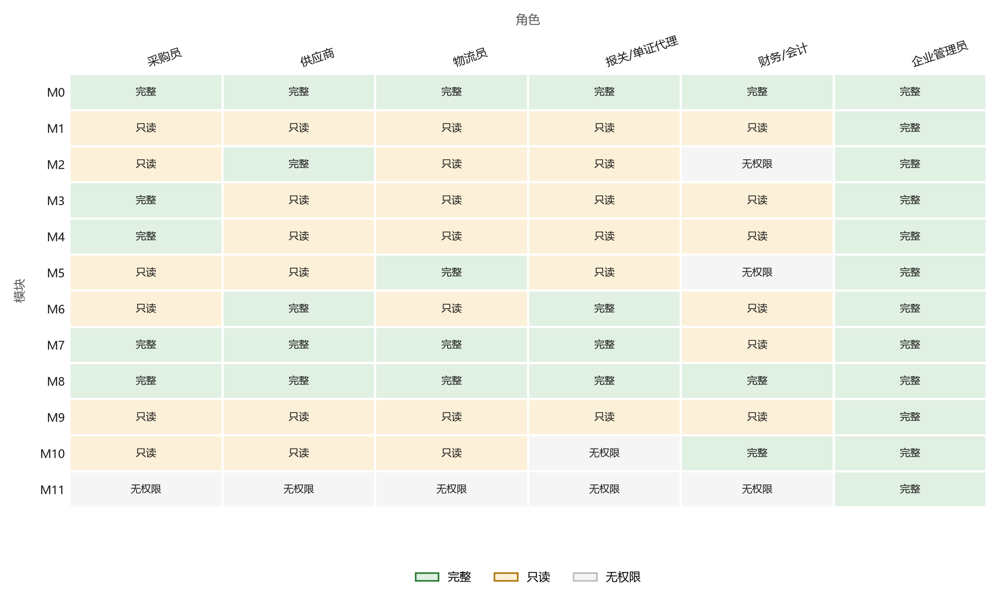 角色
采购员 供应商 物流员 报关/单证代理 财务/会计 企业管理员
M0 完整 完整 完整 完整 完整 完整
M1 只读 只读 只读 只读 只读 完整
M2 只读 完整 只读 只读 无权限 完整
M3 完整 只读 只读 只读 只读 完整
M4 完整 只读 只读 只读 只读 完整
M5 只读 只读 完整 只读 无权限 完整
模块
M6 只读 完整 只读 完整 只读 完整
M7 完整 完整 完整 完整 只读 完整
M8 完整 完整 完整 完整 完整 完整
M9 只读 只读 只读 只读 只读 完整
M10 只读 只读 只读 无权限 完整 完整
M11 无权限 无权限 无权限 无权限 无权限 完整
完整 只读 无权限